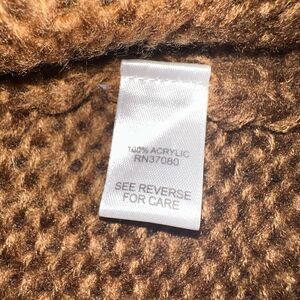 100% ACRYLIC
RN37080
SEE REVERSE
FOR CARE